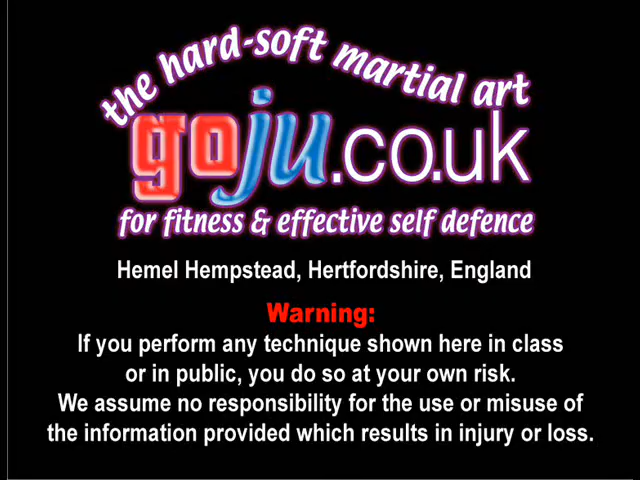 the hard-soft martial art
goju.co.uk
for fitness & effective self defence
Hemel Hempstead, Hertfordshire, England
Warning:
If you perform any technique shown here in class
or in public, you do so at your own risk.
We assume no responsibility for the use or misuse of
the information provided which results in injury or loss.